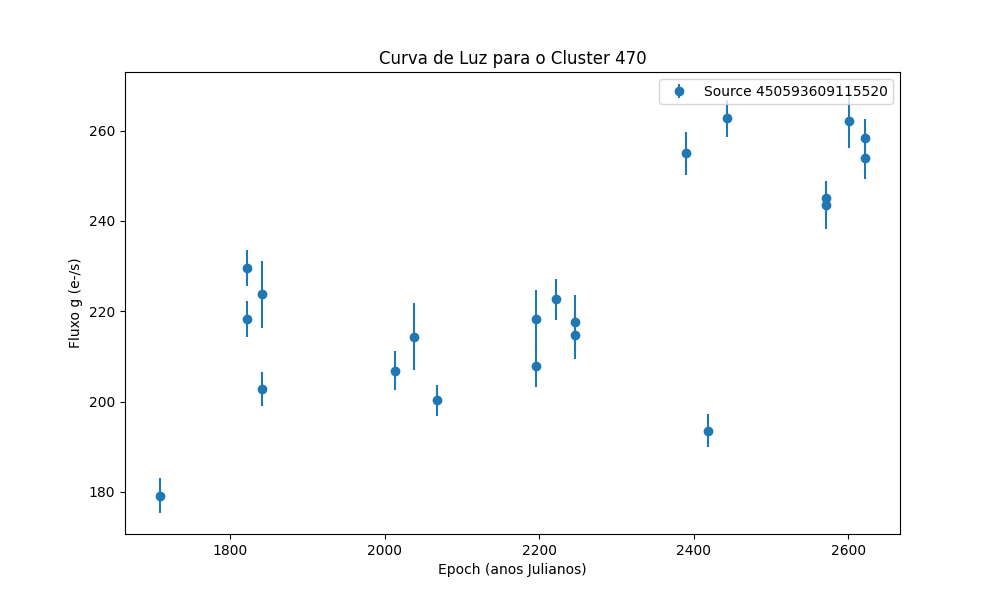 Curva de Luz para o Cluster 470
Source 450593609115520
Fluxo g (e-/s)
260
240
220
200
180
1800
2000
2200
2400
2600
Epoch (anos Julianos)